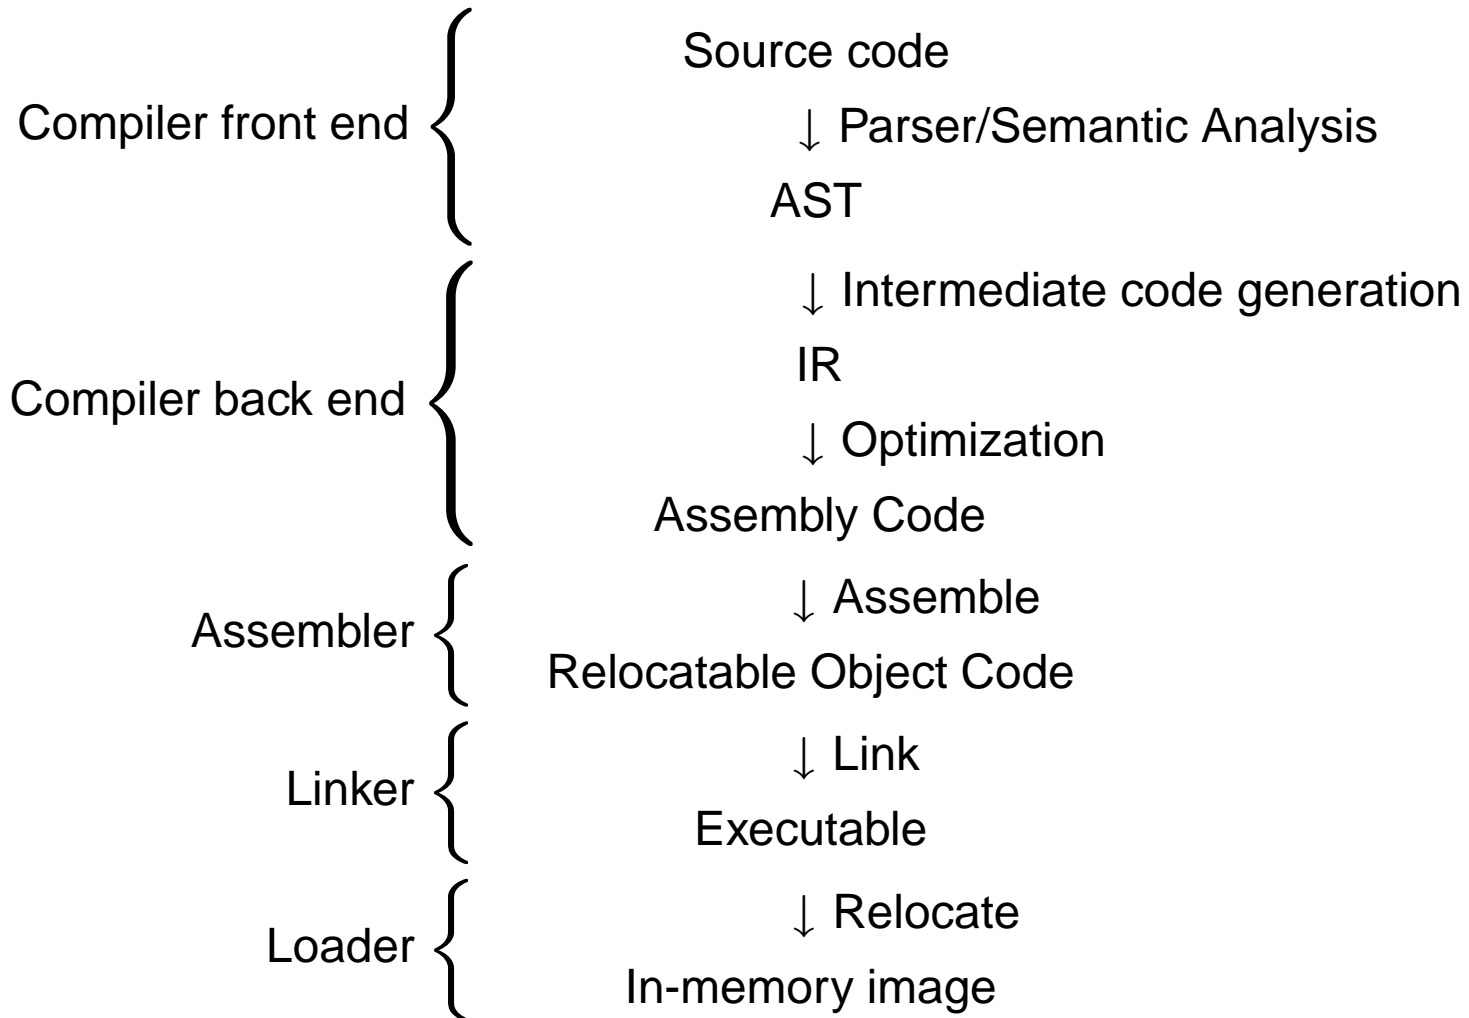 Source code
Compiler front end
↓ Parser/Semantic Analysis
AST
↓ Intermediate code generation
IR
Compiler back end
↓ Optimization
Assembly Code
↓ Assemble
Assembler
Relocatable Object Code
↓ Link
Linker
Executable
↓ Relocate
Loader
In-memory image